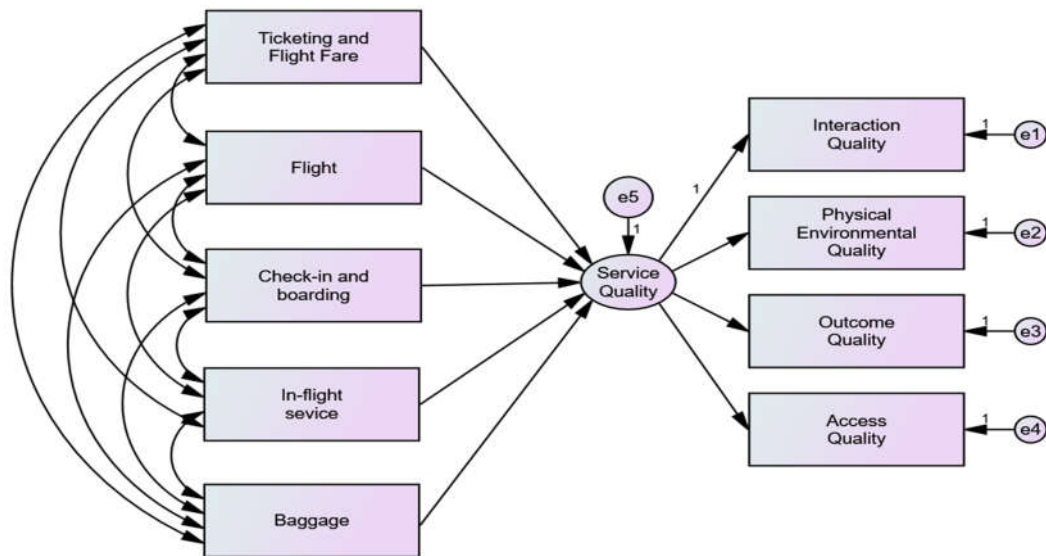 Ticketing and
Flight Fare
Flight
Check-in and
boarding
In-flight
sevice
Baggage
e5
1
Service
Quality
1
Interaction
Quality
1
e1
Physical
Environmental
Quality
1
e2
Outcome
Quality
1
e3
Access
Quality
1
e4